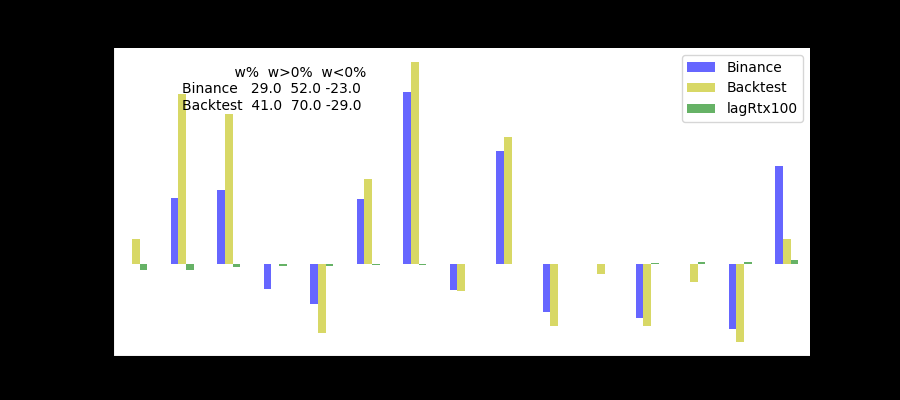 w%  w>0%  w<0%
Binance   29.0  52.0 -23.0
Backtest  41.0  70.0 -29.0
Binance
Backtest
lagRtx100